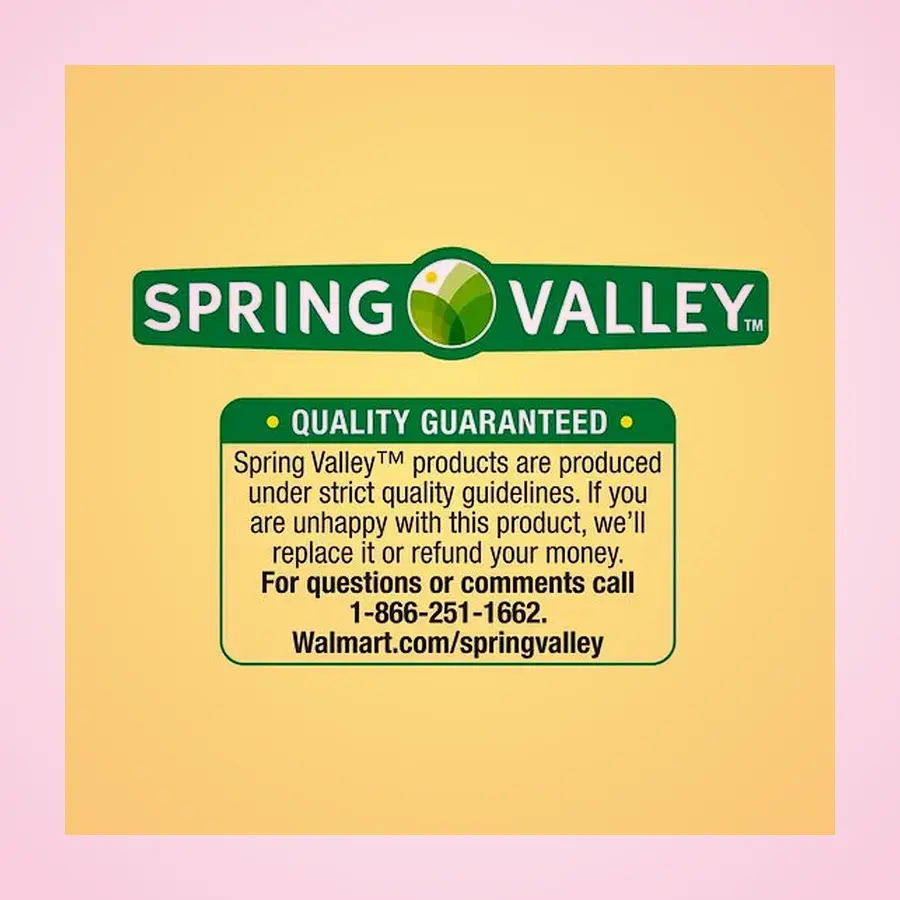 SPRING VALLEY™
• QUALITY GUARANTEED •
Spring Valley™ products are produced
under strict quality guidelines. If you
are unhappy with this product, we'll
replace it or refund your money.
For questions or comments call
1-866-251-1662.
Walmart.com/springvalley